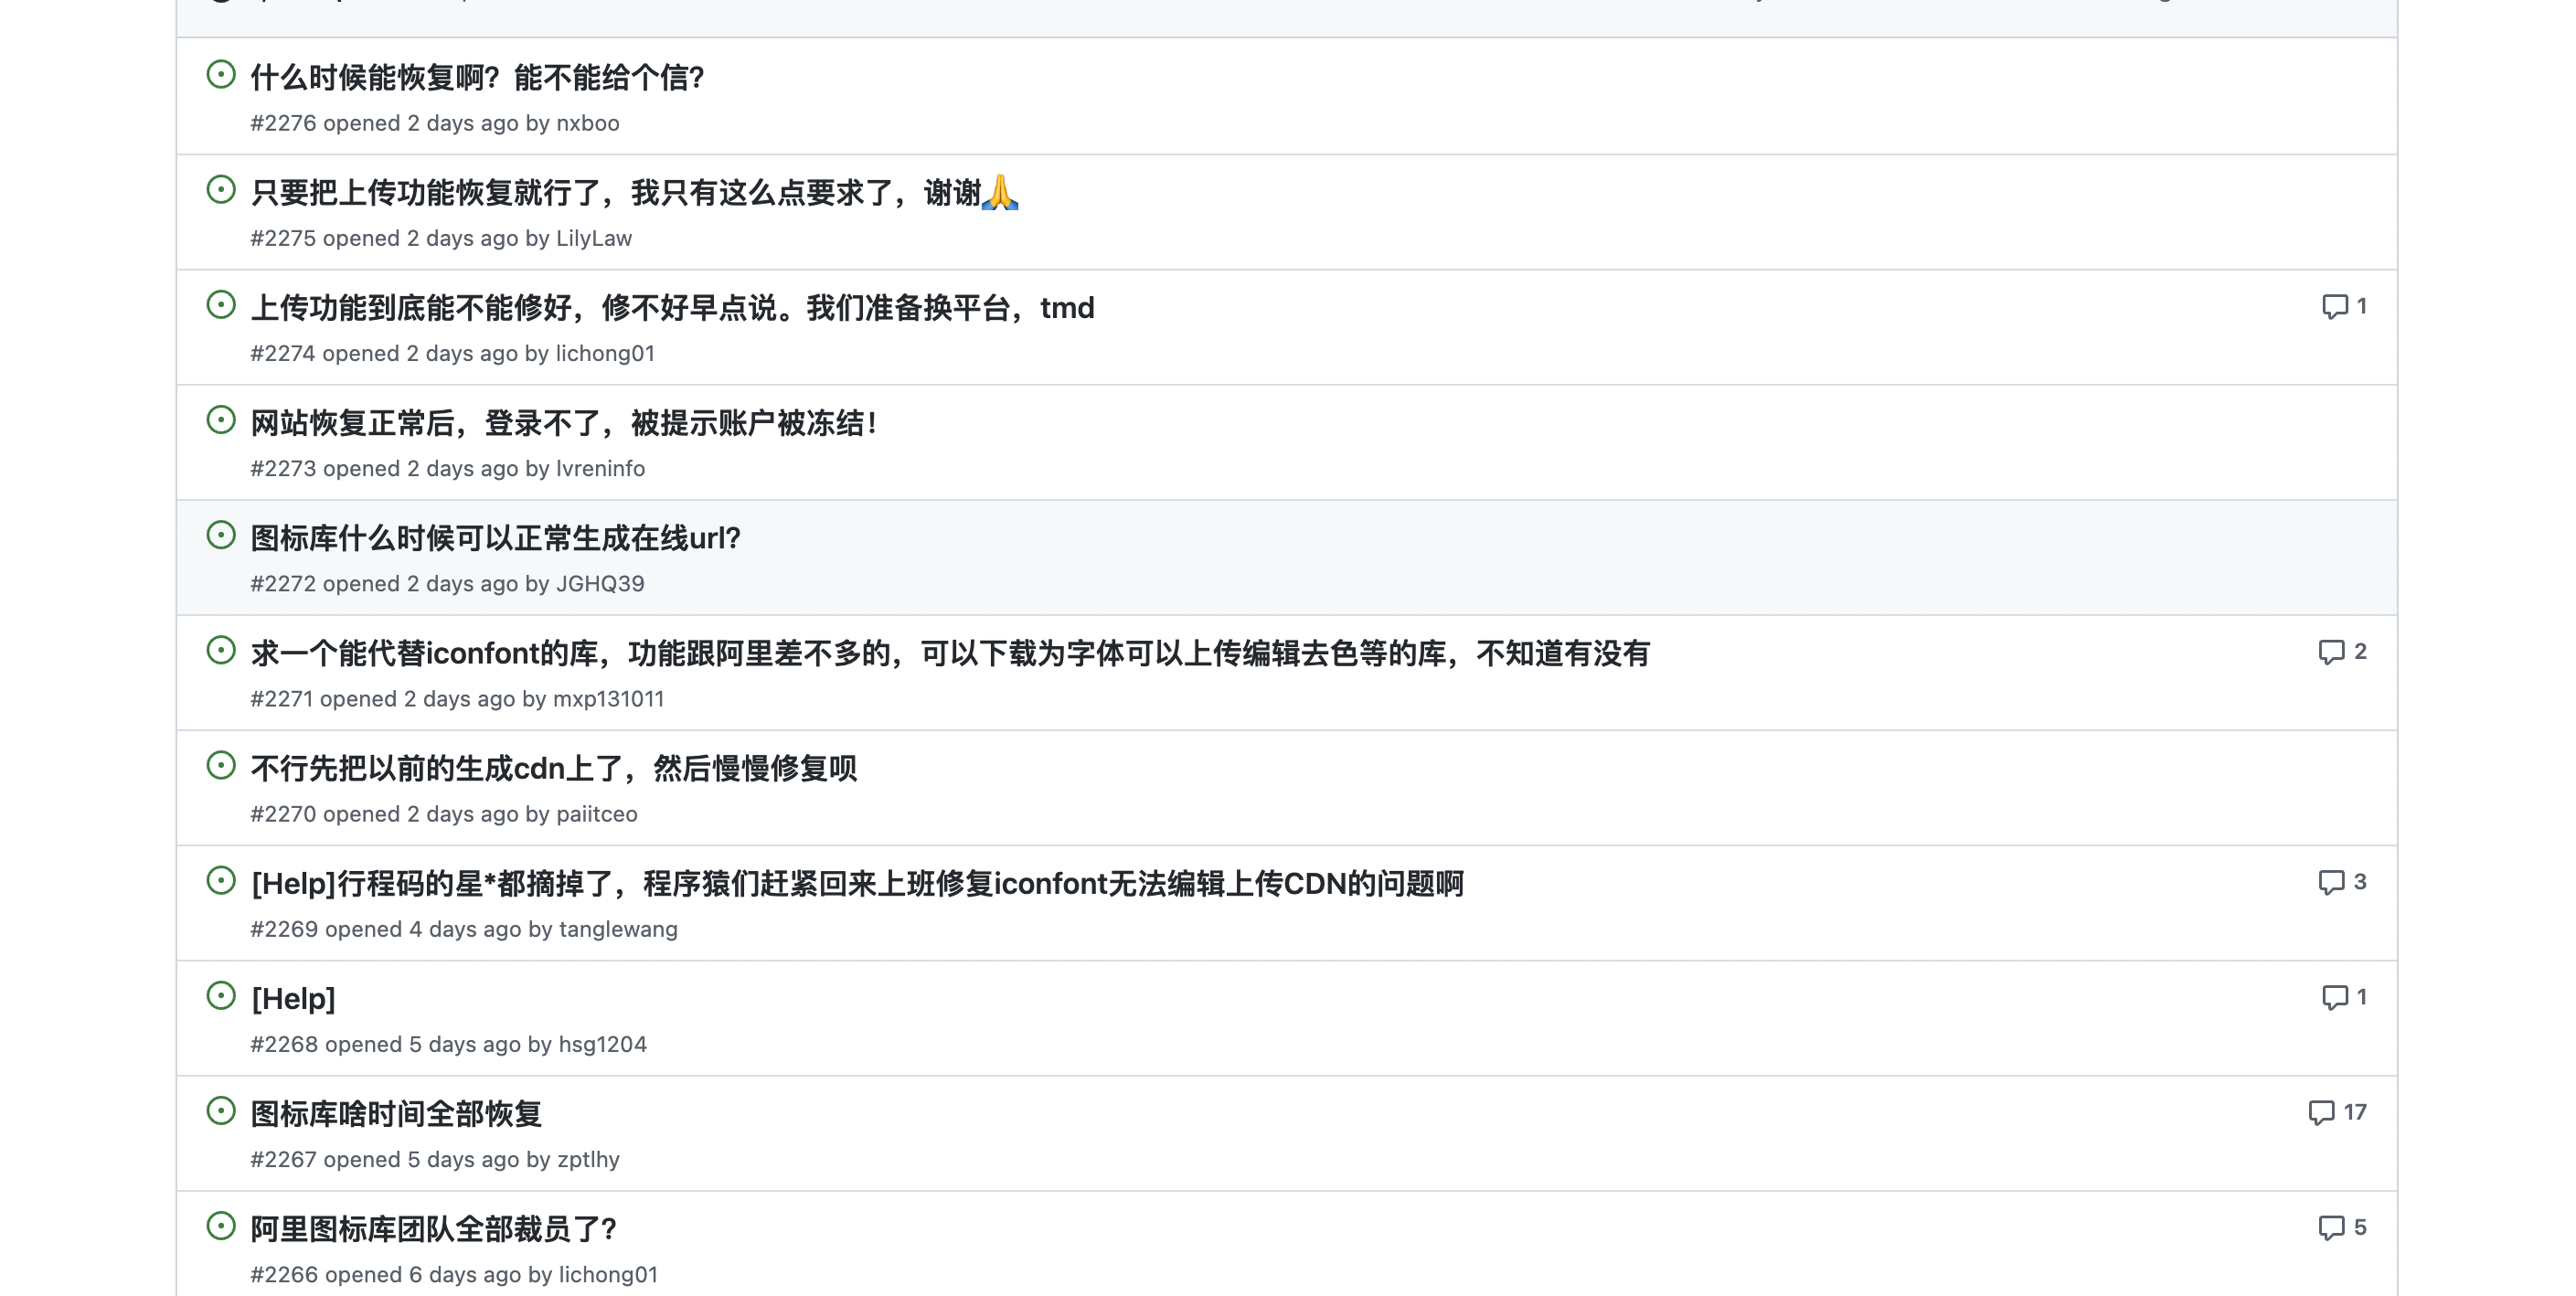 什么时候能恢复啊？能不能给个信？
#2276 opened 2 days ago by nxboo
只要把上传功能恢复就行了，我只有这么点要求了，谢谢🙏
#2275 opened 2 days ago by LilyLaw
上传功能到底能不能修好，修不好早点说。我们准备换平台，tmd
1
#2274 opened 2 days ago by lichong01
网站恢复正常后，登录不了，被提示账户被冻结！
#2273 opened 2 days ago by lvreninfo
图标库什么时候可以正常生成在线url?
#2272 opened 2 days ago by JGHQ39
求一个能代替iconfont的库，功能跟阿里差不多的，可以下载为字体可以上传编辑去色等的库，不知道有没有
2
#2271 opened 2 days ago by mxp131011
不行先把以前的生成cdn上了，然后慢慢修复呗
#2270 opened 2 days ago by paiitceo
[Help]行程码的星*都摘掉了，程序猿们赶紧回来上班修复iconfont无法编辑上传CDN的问题啊
3
#2269 opened 4 days ago by tanglewang
[Help]
1
#2268 opened 5 days ago by hsg1204
图标库啥时间全部恢复
17
#2267 opened 5 days ago by zptlhy
阿里图标库团队全部裁员了？
5
#2266 opened 6 days ago by lichong01